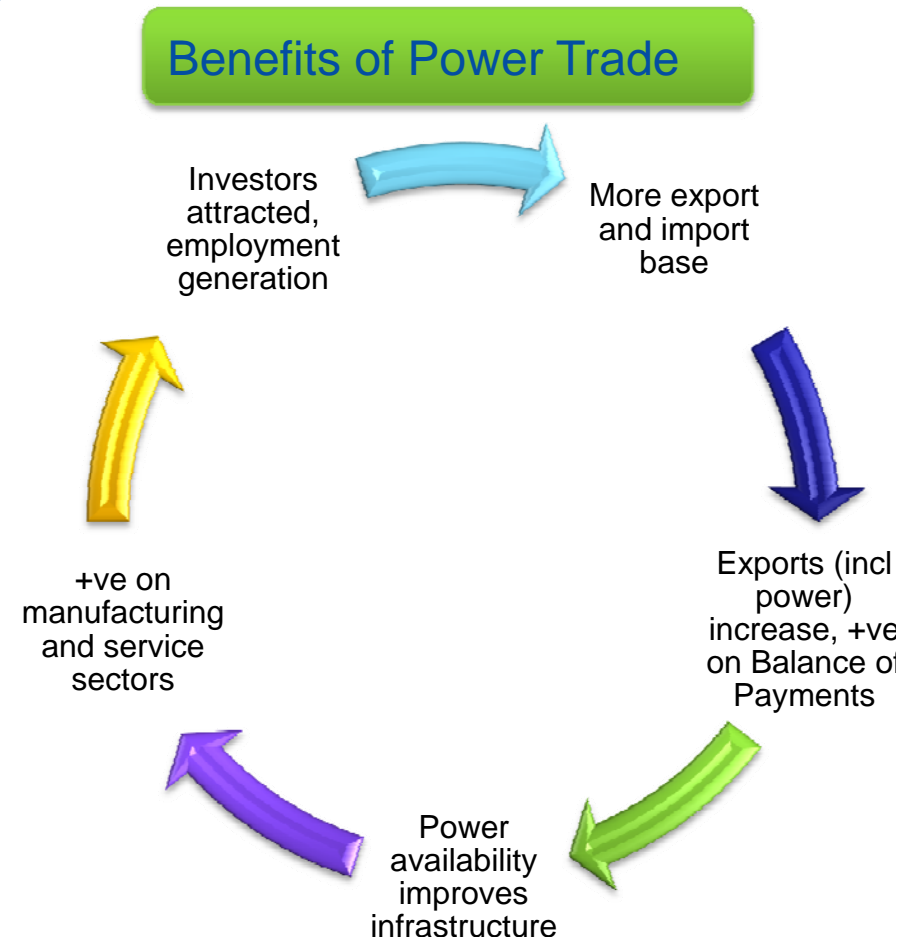 Benefits of Power Trade
Investors
attracted,
employment
generation
More export
and import
base
Exports (incl
power)
increase, +ve
on Balance of
Payments
Power
availability
improves
infrastructure
+ve on
manufacturing
and service
sectors